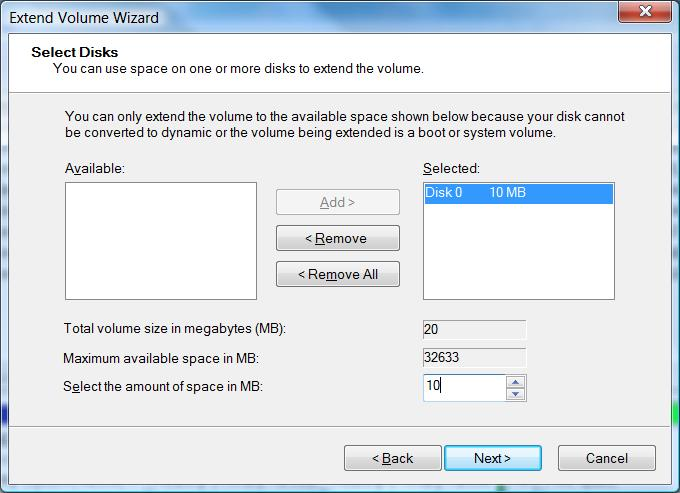 Extend Volume Wizard
Select Disks
You can use space on one or more disks to extend the volume.
You can only extend the volume to the available space shown below because your disk cannot
be converted to dynamic or the volume being extended is a boot or system volume.
Available:
Selected:
Disk 0 10 MB
Add >
< Remove
< Remove All
Total volume size in megabytes (MB):
20
Maximum available space in MB:
32633
Select the amount of space in MB:
10
< Back
Next >
Cancel